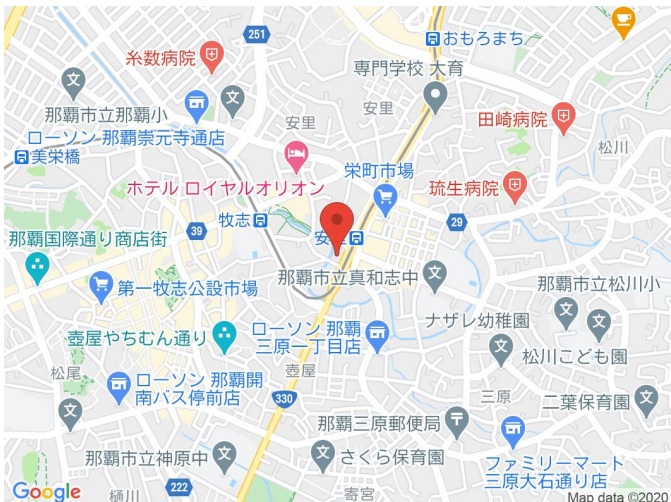 251
おもろまち
糸数病院
専門学校 大育
那覇市立那覇小
安里
田崎病院
ローソン 那覇崇元寺通店
安里
松川
美栄橋
ホテル ロイヤルオリオン
栄町市場
琉生病院
牧志
29
39
那覇国際通り商店街
安里
第一牧志公設市場
那覇市立真和志中
那覇市立松川小
ナザレ幼稚園
壺屋やちむん通り
ローソン 那覇
三原一丁目店
松川こども園
松尾
壺屋
ローソン 那覇開
南バス停前店
330
三原
二葉保育園
那覇三原郵便局
那覇市立神原中
さくら保育園
ファミリーマート
三原大石通り店
222
樋川
寄宮
Google
Map data ©2020